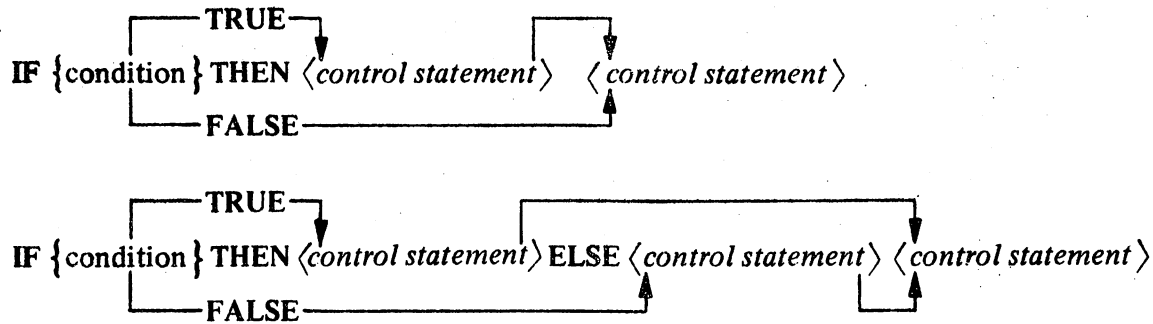 TRUE
IF {condition} THEN ⟨control statement⟩ ⟨control statement⟩
FALSE
TRUE
IF {condition} THEN ⟨control statement⟩ ELSE ⟨control statement⟩ ⟨control statement⟩
FALSE